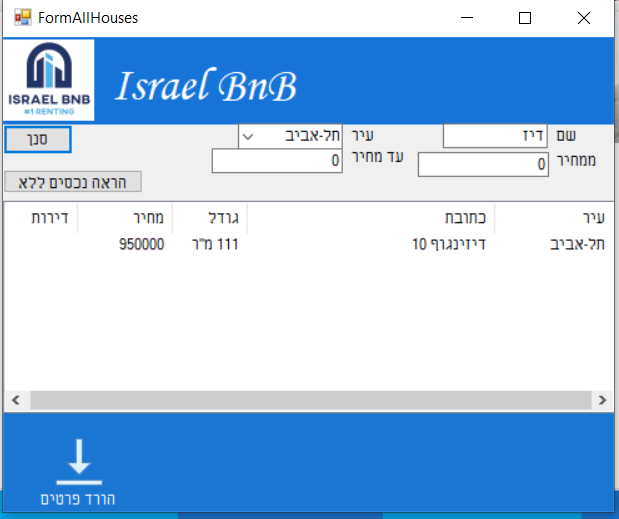 FormAllHouses
ISRAEL BNB
#1 RENTING
Israel BnB
שם דיז עיר תל-אביב סנן
ממחיר 0 עד מחיר 0
הראה נכסים ללא
עיר כתובת גודל מחיר דירות
תל-אביב דיזינגוף 10 111 מ"ר 950000
הורד פרטים